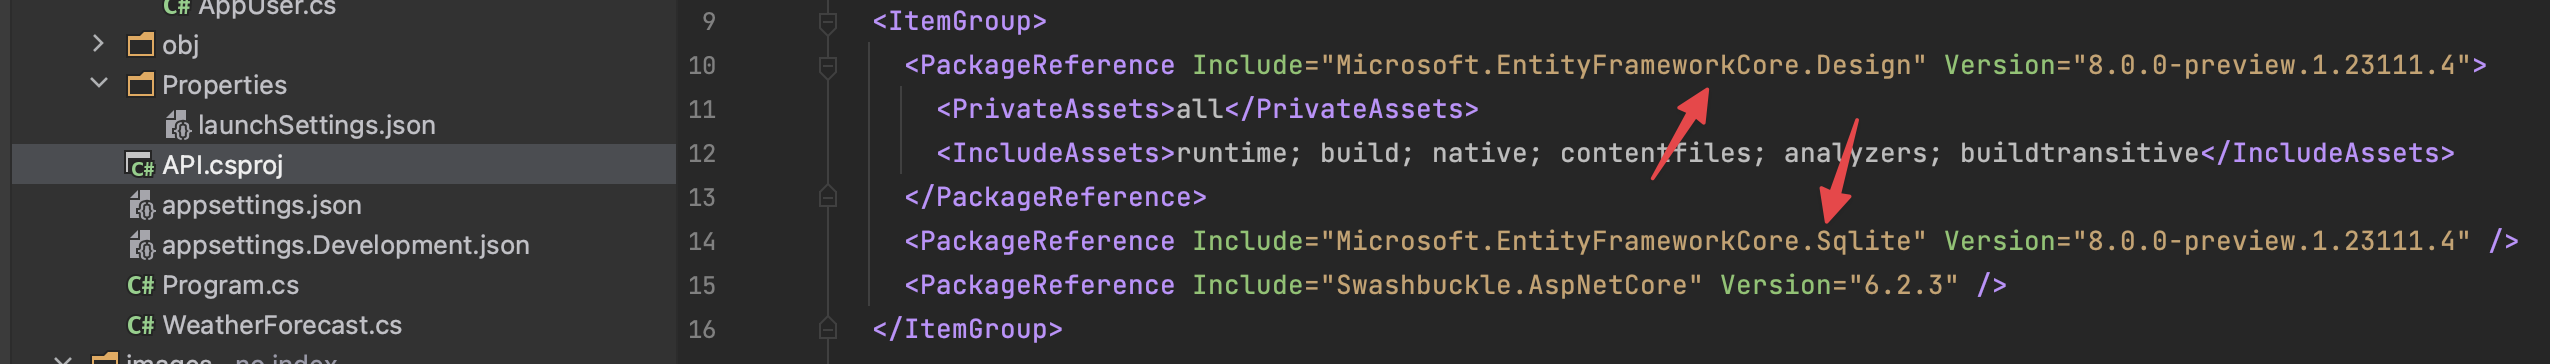 AppUser.cs
obj
Properties
launchSettings.json
API.csproj
appsettings.json
appsettings.Development.json
Program.cs
WeatherForecast.cs
images no index
9 <ItemGroup>
10 <PackageReference Include="Microsoft.EntityFrameworkCore.Design" Version="8.0.0-preview.1.23111.4">
11 <PrivateAssets>all</PrivateAssets>
12 <IncludeAssets>runtime; build; native; contentfiles; analyzers; buildtransitive</IncludeAssets>
13 </PackageReference>
14 <PackageReference Include="Microsoft.EntityFrameworkCore.Sqlite" Version="8.0.0-preview.1.23111.4" />
15 <PackageReference Include="Swashbuckle.AspNetCore" Version="6.2.3" />
16 </ItemGroup>